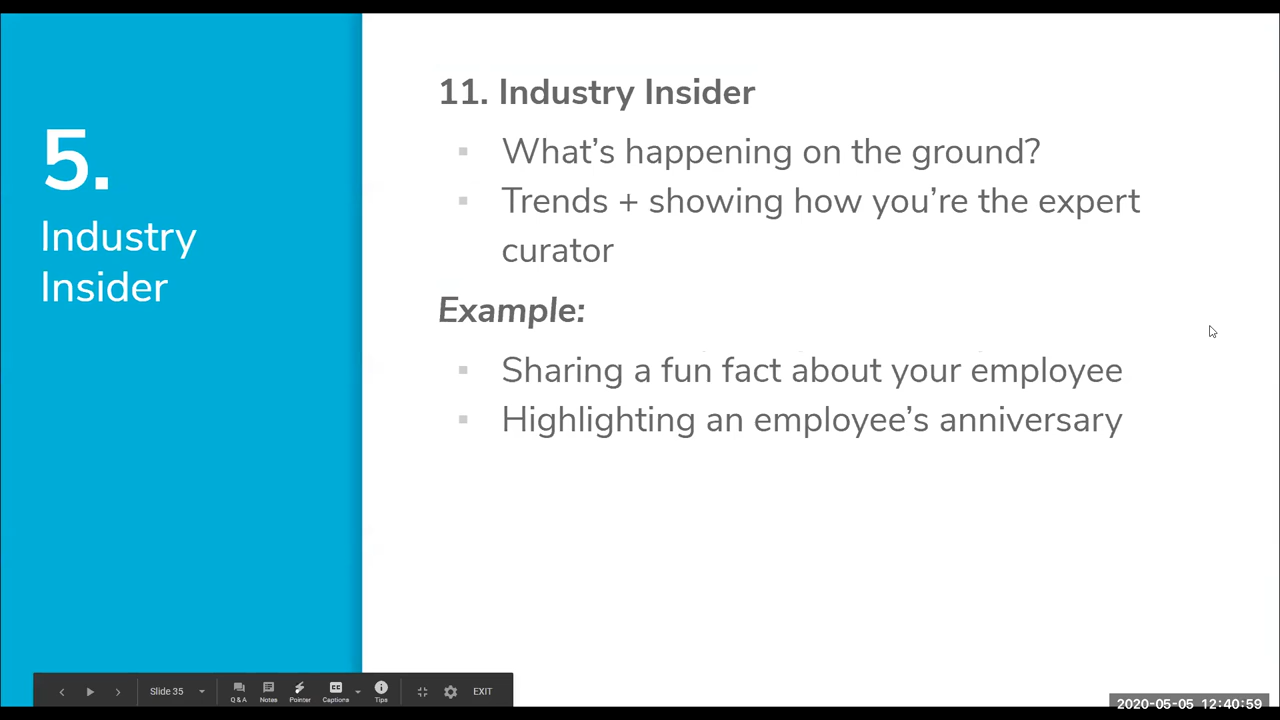 5.
Industry
Insider
11. Industry Insider
What’s happening on the ground?
Trends + showing how you’re the expert
curator
Example:
Sharing a fun fact about your employee
Highlighting an employee’s anniversary
Slide 35
Q & A
Notes
Pointer
Captions
Tips
EXIT
2020-05-05 12:40:59